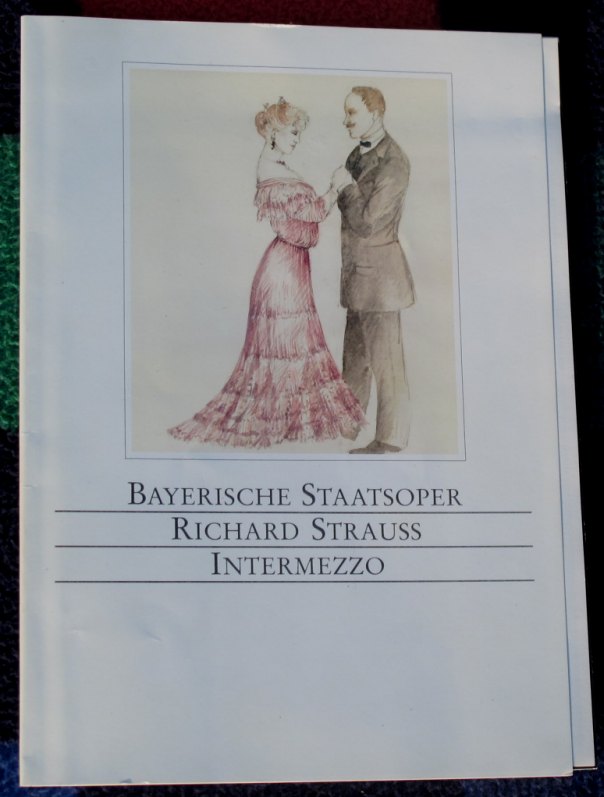 BAYERISCHE STAATSOPER
RICHARD STRAUSS
INTERMEZZO